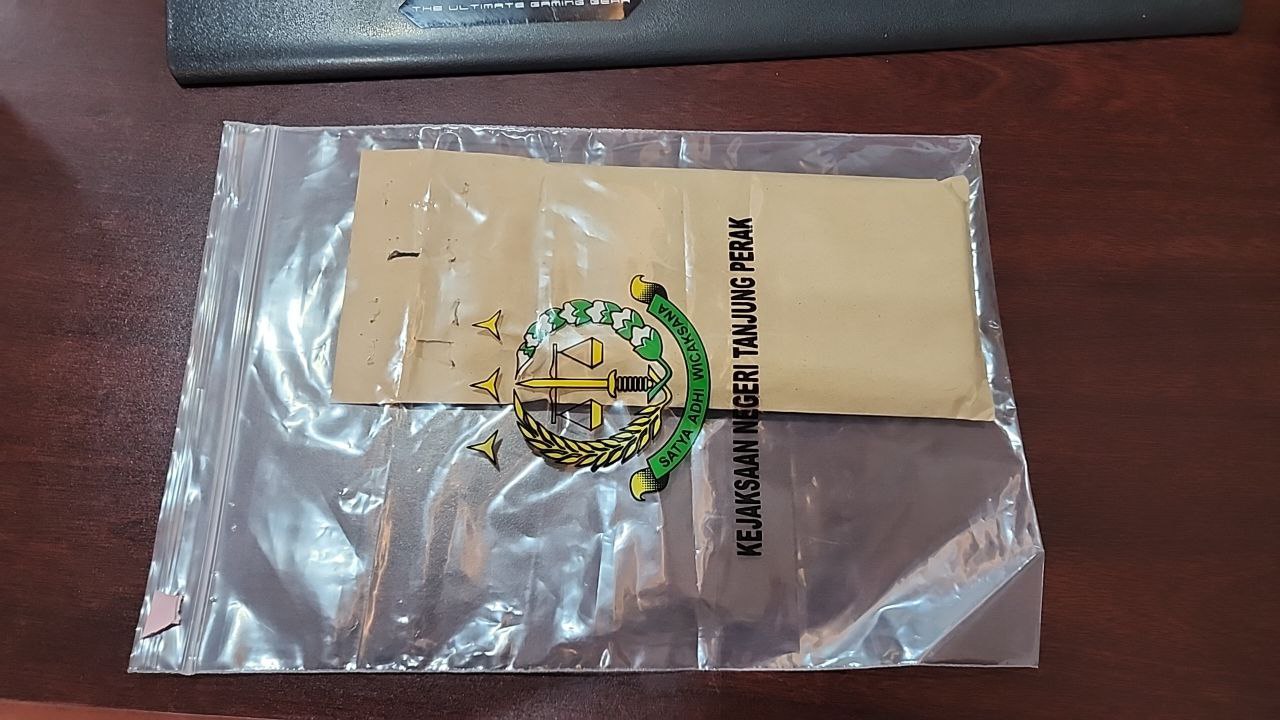 THE ULTIMATE GAMING GEAR
SATYA ADHI WICAKSANA
KEJAKSAAN NEGERI TANJUNG PERAK